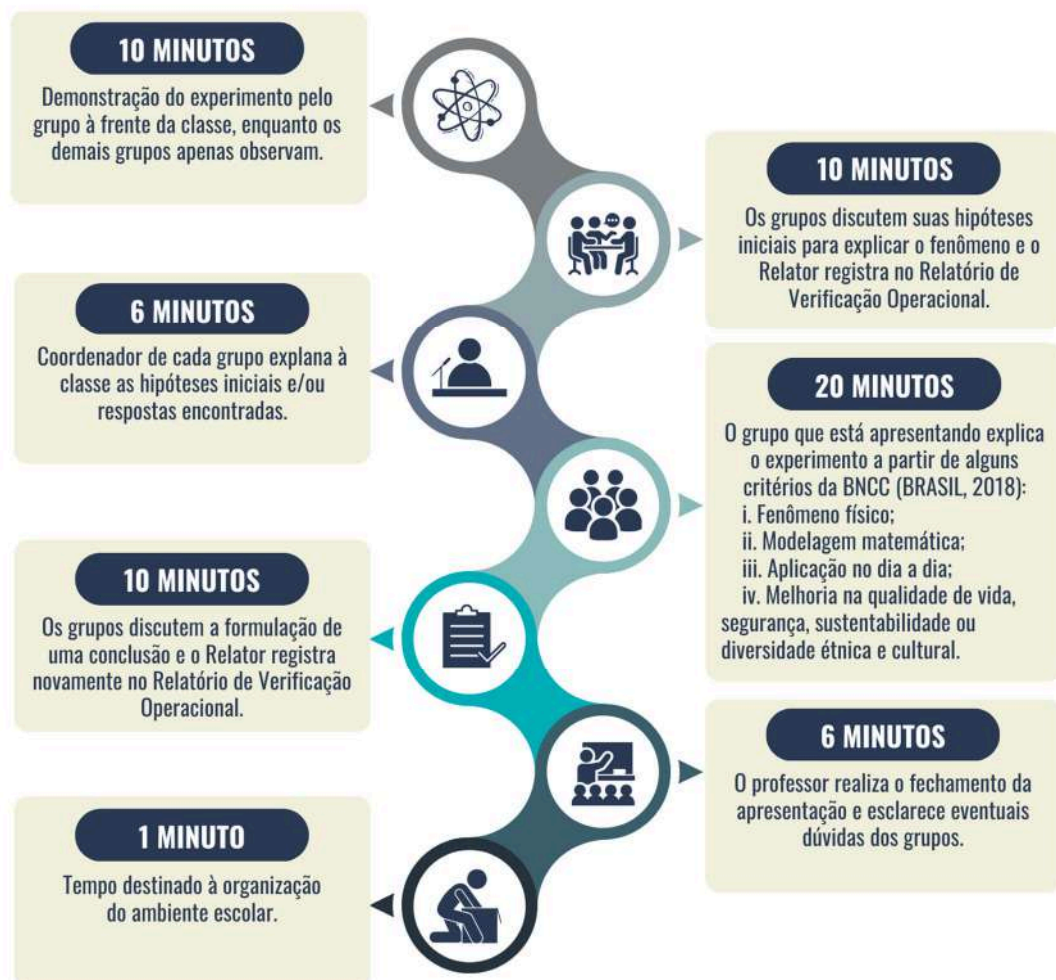 10 MINUTOS
Demonstração do experimento pelo
grupo à frente da classe, enquanto os
demais grupos apenas observam.
10 MINUTOS
Os grupos discutem suas hipóteses
iniciais para explicar o fenômeno e o
Relator registra no Relatório de
Verificação Operacional.
6 MINUTOS
Coordenador de cada grupo explana à
classe as hipóteses iniciais e/ou
respostas encontradas.
20 MINUTOS
O grupo que está apresentando explica
o experimento a partir de alguns
critérios da BNCC (BRASIL, 2018):
i. Fenômeno físico;
ii. Modelagem matemática;
iii. Aplicação no dia a dia;
iv. Melhoria na qualidade de vida,
segurança, sustentabilidade ou
diversidade étnica e cultural.
10 MINUTOS
Os grupos discutem a formulação de
uma conclusão e o Relator registra
novamente no Relatório de Verificação
Operacional.
6 MINUTOS
O professor realiza o fechamento da
apresentação e esclarece eventuais
dúvidas dos grupos.
1 MINUTO
Tempo destinado à organização
do ambiente escolar.